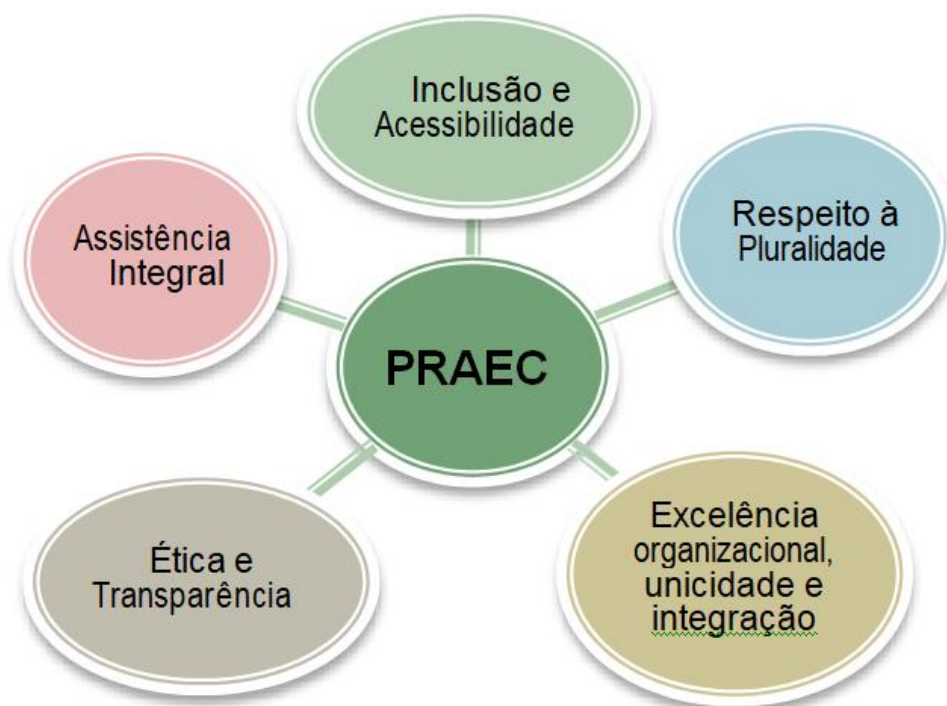 Inclusão e
Acessibilidade
Respeito à
Pluralidade
Assistência
Integral
PRAEC
Ética e
Transparência
Excelência
organizacional,
unicidade e
integração